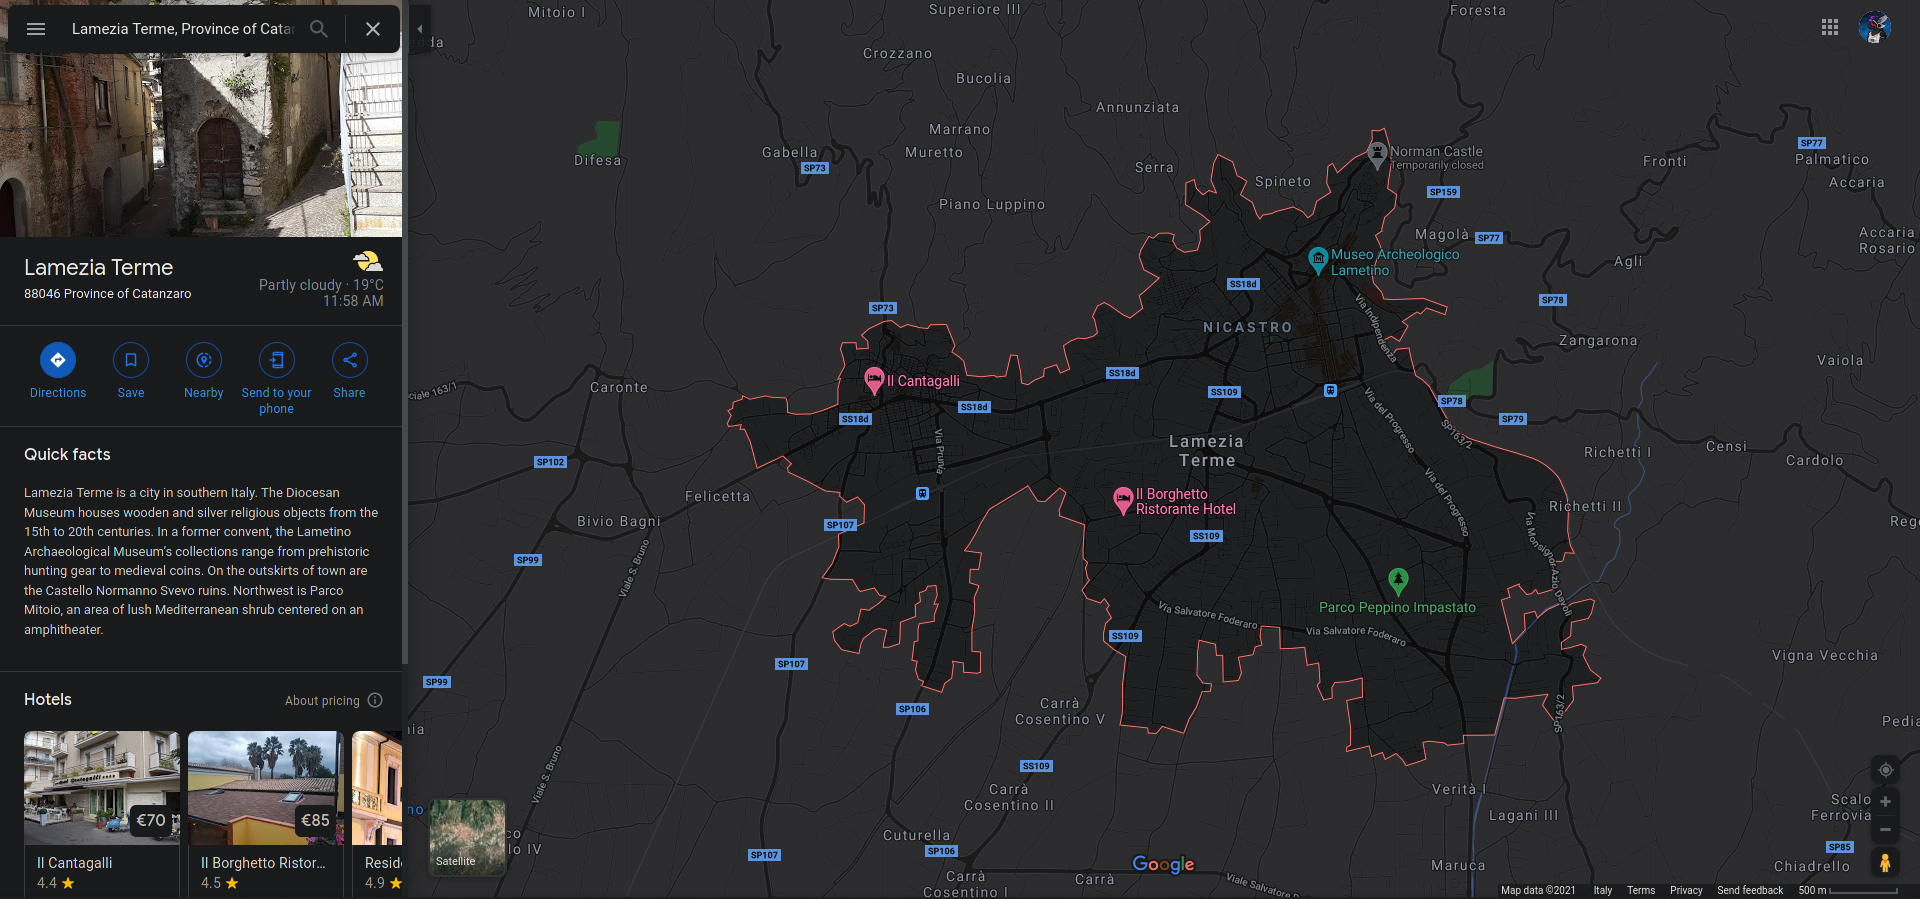 Lamezia Terme, Province of Cata
Lamezia Terme
88046 Province of Catanzaro
Partly cloudy · 19°C
11:58 AM
Directions
Save
Nearby
Send to your
phone
Share
Quick facts
Lamezia Terme is a city in southern Italy. The Diocesan
Museum houses wooden and silver religious objects from the
15th to 20th centuries. In a former convent, the Lametino
Archaeological Museum's collections range from prehistoric
hunting gear to medieval coins. On the outskirts of town are
the Castello Normanno Svevo ruins. Northwest is Parco
Mitoio, an area of lush Mediterranean shrub centered on an
amphitheater.
Hotels
About pricing
€70
€85
Il Cantagalli
4.4
Il Borghetto Ristor...
4.5
Resid
4.9
Mitoio I
Superiore III
Foresta
Crozzano
Bucolia
Annunziata
Marrano
Muretto
Gabella
SP73
Difesa
Serra
Spineto
Norman Castle
Temporarily closed
SP159
Fronti
SP77
Palmatico
Accaria
Piano Luppino
Magolà
SP77
Accaria
Rosario
Museo Archeologico
Lametino
Agli
SS18d
SP78
SP73
NICASTRO
Via Indipendenza
Zangarona
Vaiola
ciale 163/1
Caronte
Il Cantagalli
SS18d
SS18d
SS18d
SS109
Via del Progresso
SP78
SP79
SP163/2
Via Pruna
Lamezia
Terme
Richetti I
Censi
Cardolo
SP102
Felicetta
Il Borghetto
Ristorante Hotel
Via del Progresso
Richetti II
Bivio Bagni
SP107
SS109
Via Monsignor Azio Davoli
Reg
SP99
Viale S. Bruno
Parco Peppino Impastato
Via Salvatore Foderaro
Via Salvatore Foderaro
SS109
SP107
SP99
Vigna Vecchia
SP106
Carrà
Cosentino V
SP163/2
Pedia
nia
Viale S. Bruno
SS109
Carrà
Cosentino II
Verità I
Lagani III
Scalo
Ferrovia
no
co
lo IV
Satellite
SP107
Cuturella
SP106
Carrà
Cosentino I
Carrà
Google
Viale Salvatore
Maruca
SP85
Chiadrello
Map data ©2021
Italy
Terms
Privacy
Send feedback
500 m